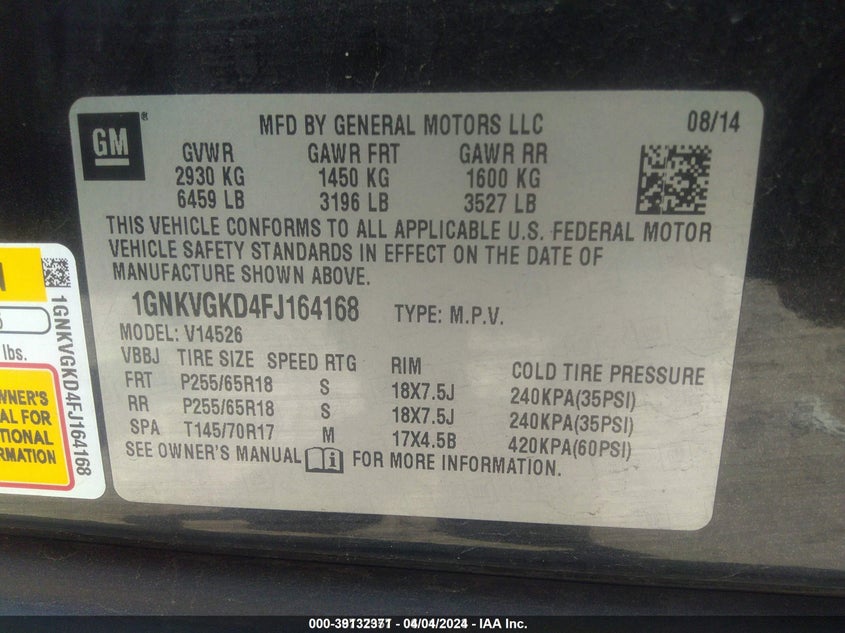 GM
®
MFD BY GENERAL MOTORS LLC 08/14
GVWR GAWR FRT GAWR RR
2930 KG 1450 KG 1600 KG
6459 LB 3196 LB 3527 LB
THIS VEHICLE CONFORMS TO ALL APPLICABLE U.S. FEDERAL MOTOR
VEHICLE SAFETY STANDARDS IN EFFECT ON THE DATE OF
MANUFACTURE SHOWN ABOVE.
1GNKVGKD4FJ164168 TYPE: M.P.V.
MODEL: V14526
VBBJ TIRE SIZE SPEED RTG RIM COLD TIRE PRESSURE
FRT P255/65R18 S 18X7.5J 240KPA(35PSI)
RR P255/65R18 S 18X7.5J 240KPA(35PSI)
SPA T145/70R17 M 17X4.5B 420KPA(60PSI)
SEE OWNER'S MANUAL FOR MORE INFORMATION.
lbs.
1GNKVGKD4FJ164168
OWNER'S
FOR
000-39132371 - 04/04/2024 - IAA Inc.